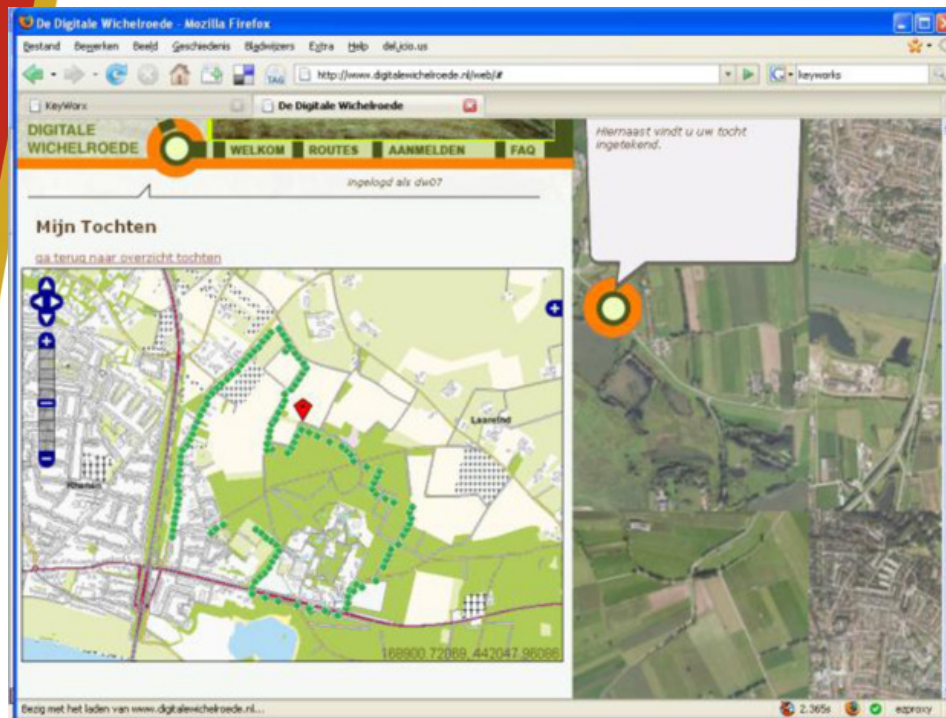 De Digitale Wichelroede - Mozilla Firefox
Bestand Bewerken Beeld Geschiedenis Bladwijzers Extra Help del.icio.us
TAG http://www.digitalewichelroede.nl/web/# keyworks
KeyWorx De Digitale Wichelroede
DIGITALE
WICHELROEDE
WELKOM ROUTES AANMELDEN FAQ
Hiernaast vindt u uw tocht
ingetekend.
ingelogd als dw07
Mijn Tochten
ga terug naar overzicht tochten
Laareind
Rhenen
168900.72069, 442047.96086
Bezig met het laden van www.digitalewichelroede.nl...
2.365s ezproxy